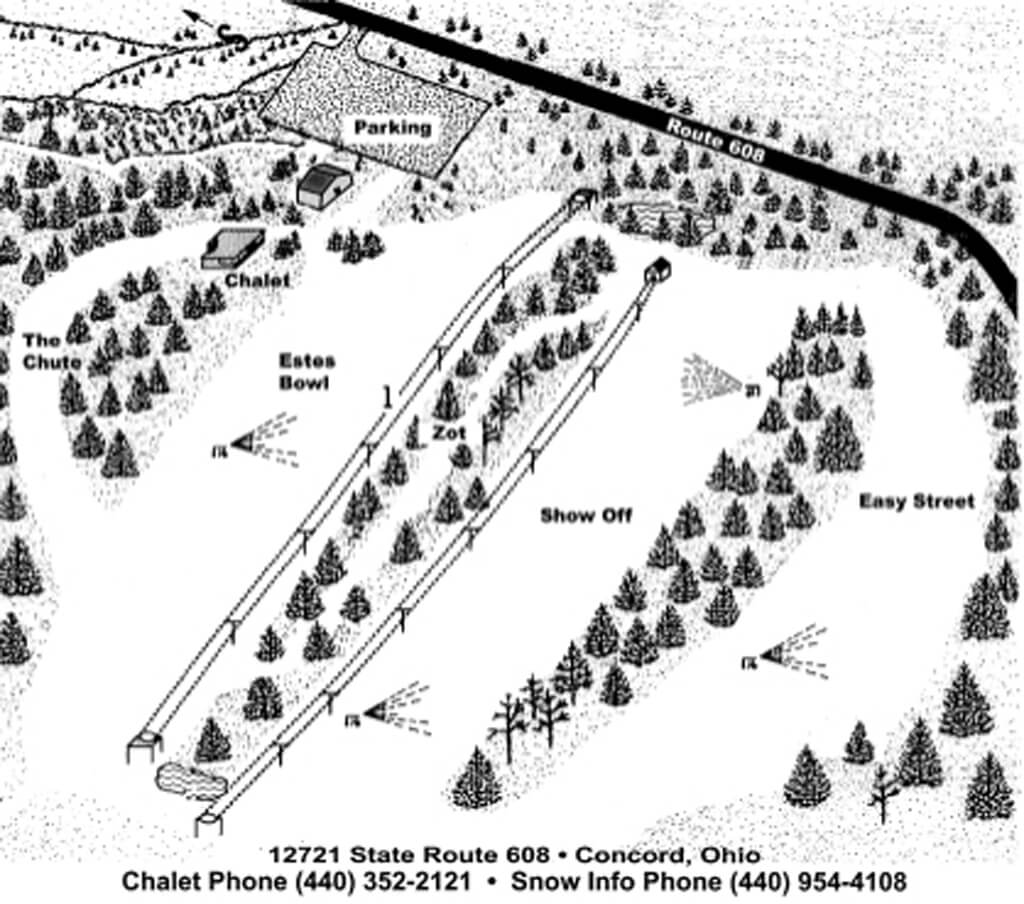 S
Parking
Route 608
Chalet
The
Chute
Estes
Bowl
1
Zot
Show Off
Easy Street
12721 State Route 608 • Concord, Ohio
Chalet Phone (440) 352-2121 • Snow Info Phone (440) 954-4108